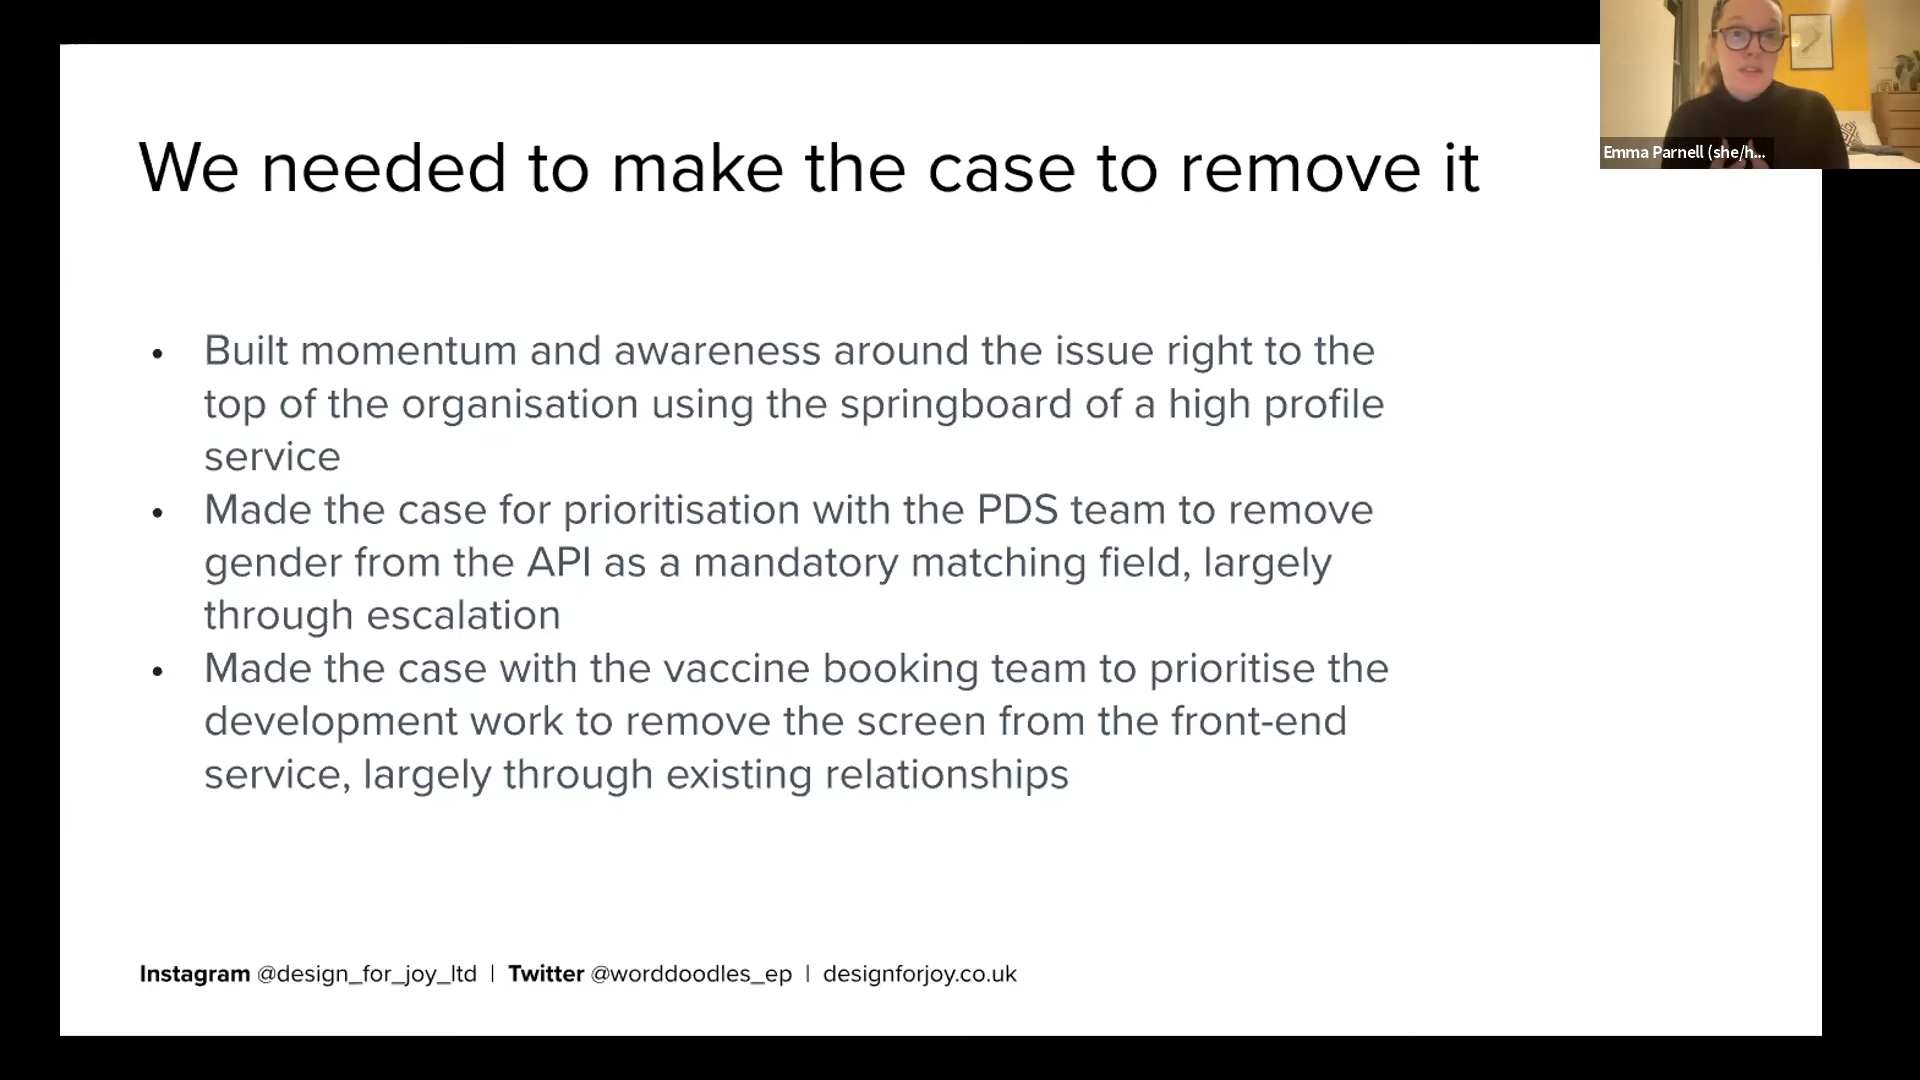 We needed to make the case to remove it
• Built momentum and awareness around the issue right to the
top of the organisation using the springboard of a high profile
service
• Made the case for prioritisation with the PDS team to remove
gender from the API as a mandatory matching field, largely
through escalation
• Made the case with the vaccine booking team to prioritise the
development work to remove the screen from the front-end
service, largely through existing relationships
Instagram @design_for_joy_ltd | Twitter @worddoodles_ep | designforjoy.co.uk
Emma Parnell (she/h...